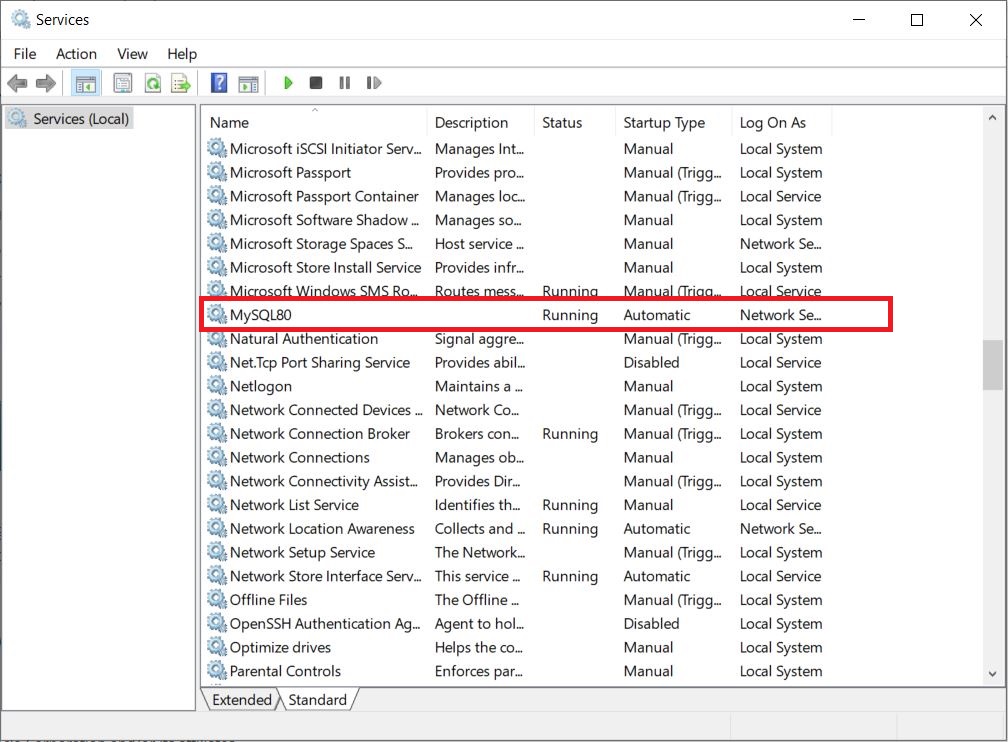 Services
File Action View Help
Services (Local)
Name Description Status Startup Type Log On As
Microsoft iSCSI Initiator Serv... Manages Int... Manual Local System
Microsoft Passport Provides pro... Manual (Trigg... Local System
Microsoft Passport Container Manages loc... Manual (Trigg... Local Service
Microsoft Software Shadow ... Manages so... Manual Local System
Microsoft Storage Spaces S... Host service ... Manual Network Se...
Microsoft Store Install Service Provides infr... Manual Local System
Microsoft Windows SMS Ro... Routes mess... Running Manual (Trigg... Local Service
MySQL80 Running Automatic Network Se...
Natural Authentication Signal aggre... Manual (Trigg... Local System
Net.Tcp Port Sharing Service Provides abil... Disabled Local Service
Netlogon Maintains a ... Manual Local System
Network Connected Devices ... Network Co... Manual (Trigg... Local Service
Network Connection Broker Brokers con... Running Manual (Trigg... Local System
Network Connections Manages ob... Manual Local System
Network Connectivity Assist... Provides Dir... Manual (Trigg... Local System
Network List Service Identifies th... Running Manual Local Service
Network Location Awareness Collects and ... Running Automatic Network Se...
Network Setup Service The Network... Manual (Trigg... Local System
Network Store Interface Serv... This service ... Running Automatic Local Service
Offline Files The Offline ... Manual (Trigg... Local System
OpenSSH Authentication Ag... Agent to hol... Disabled Local System
Optimize drives Helps the co... Manual Local System
Parental Controls Enforces par... Manual Local System
Extended Standard